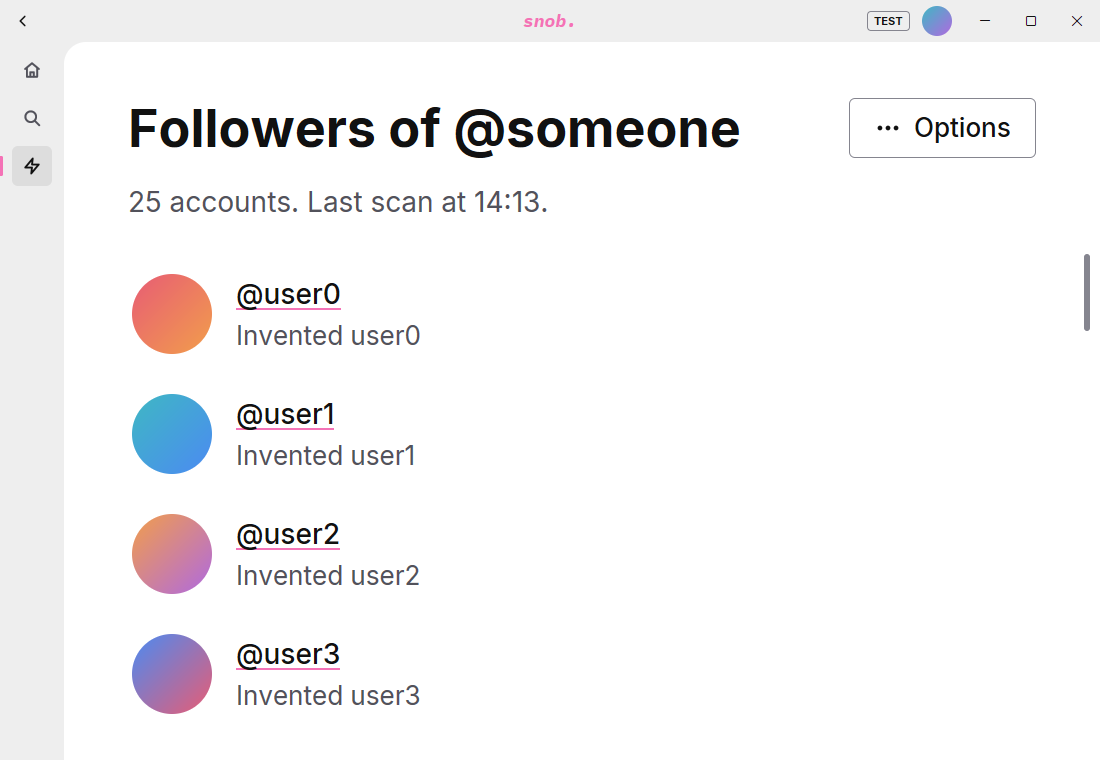 snob.
TEST
Followers of @someone
Options
25 accounts. Last scan at 14:13.
@user0
Invented user0
@user1
Invented user1
@user2
Invented user2
@user3
Invented user3